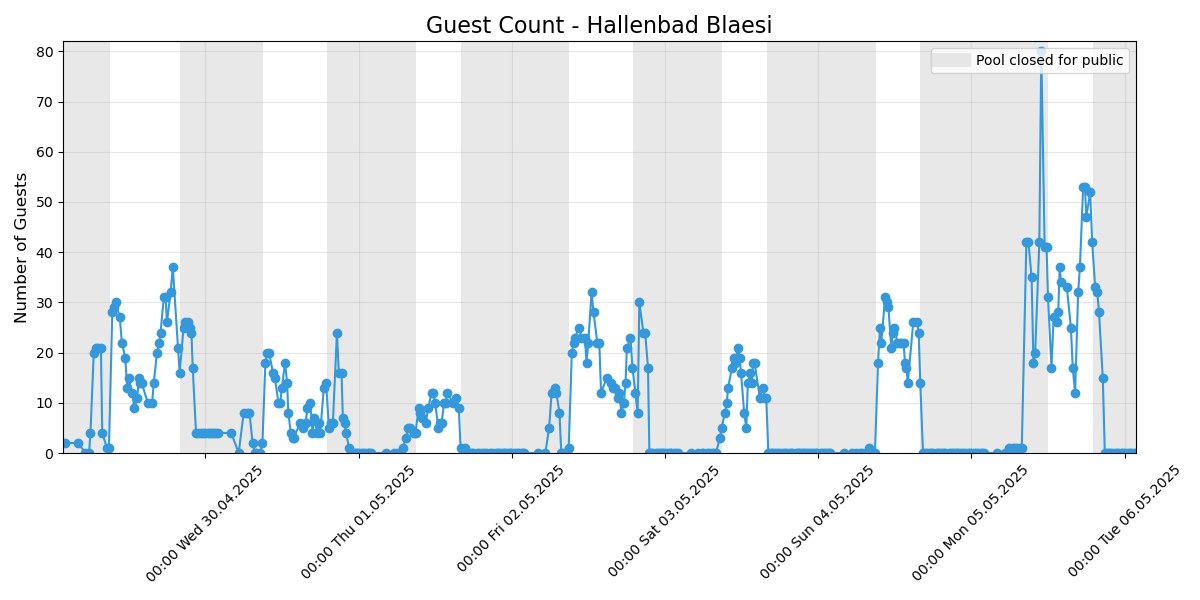 Guest Count - Hallenbad Blaesi
Pool closed for public
Number of Guests
80
70
60
50
40
30
20
10
0
00:00 Wed 30.04.2025
00:00 Thu 01.05.2025
00:00 Fri 02.05.2025
00:00 Sat 03.05.2025
00:00 Sun 04.05.2025
00:00 Mon 05.05.2025
00:00 Tue 06.05.2025